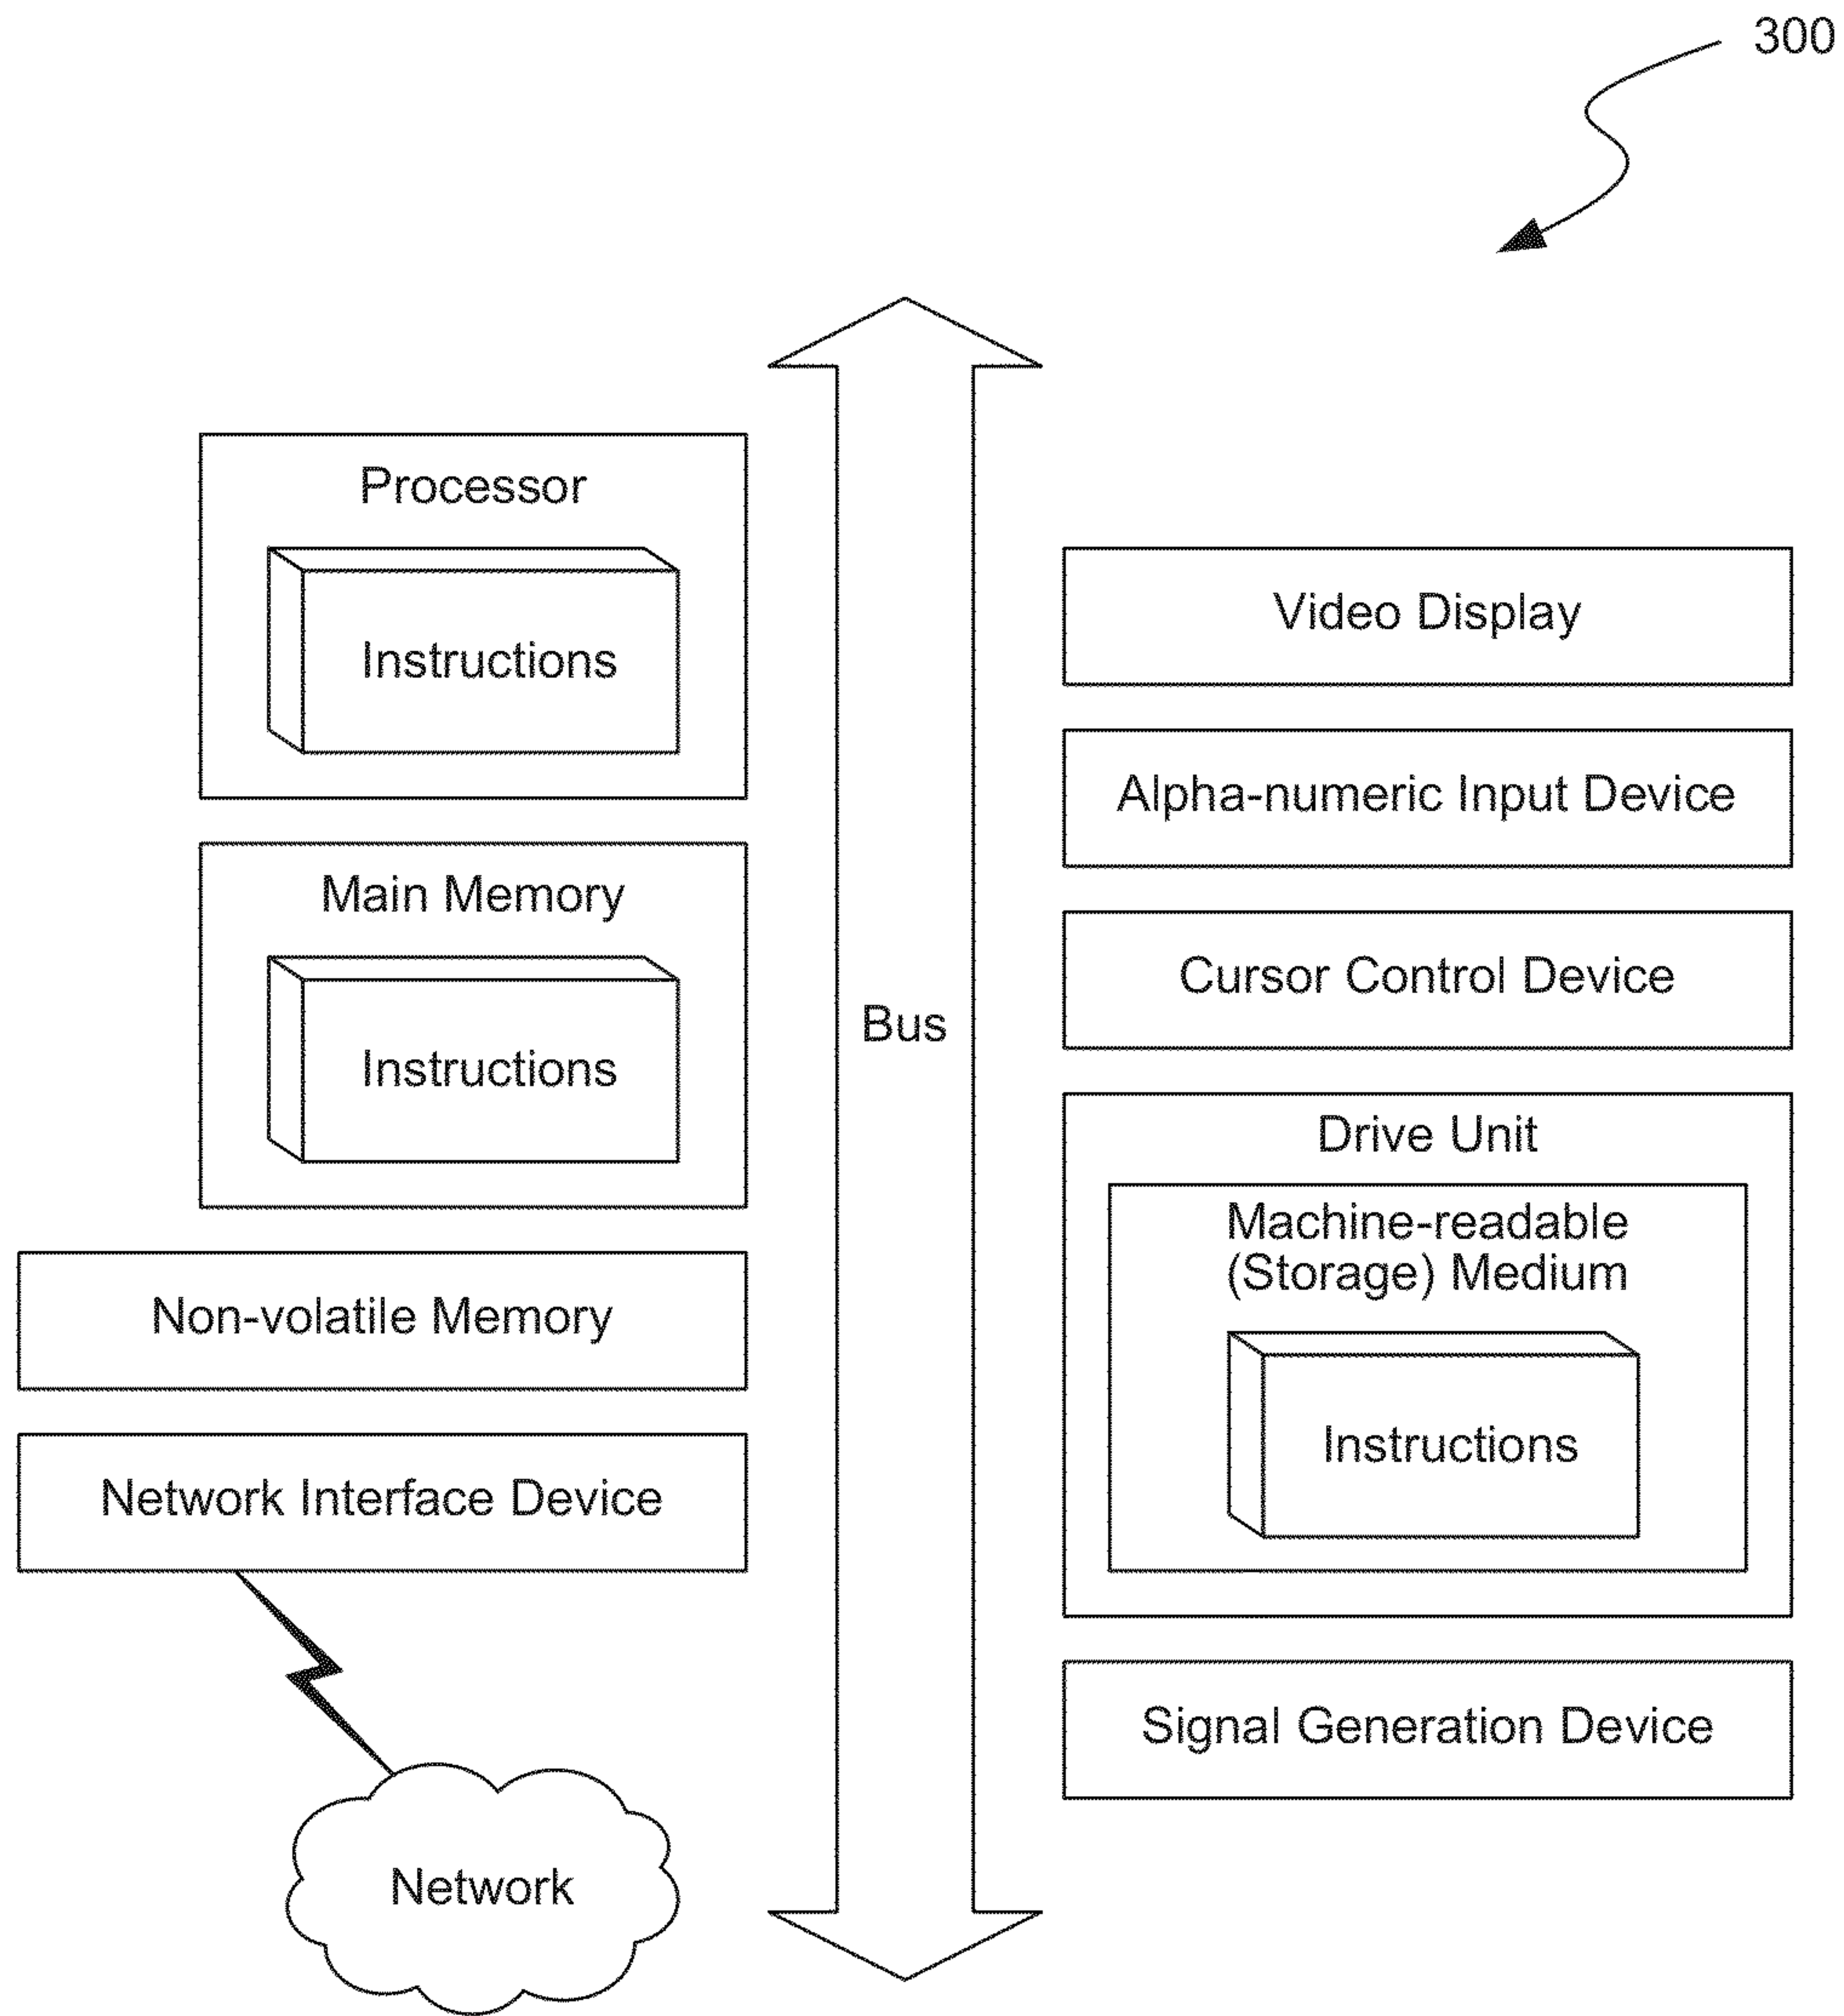 300
Processor
Instructions
Main Memory
Instructions
Non-volatile Memory
Network Interface Device
Network
Bus
Video Display
Alpha-numeric Input Device
Cursor Control Device
Drive Unit
Machine-readable
(Storage) Medium
Instructions
Signal Generation Device